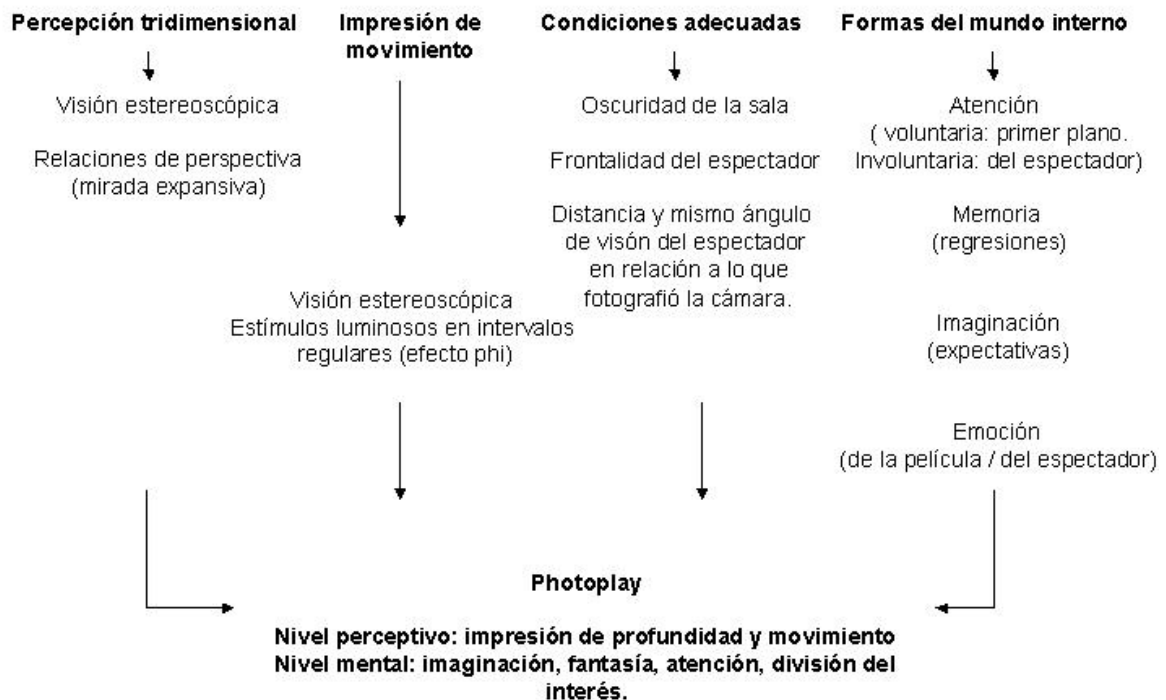 Percepción tridimensional
Visión estereoscópica
Relaciones de perspectiva
(mirada expansiva)
Impresión de
movimiento
Visión estereoscópica
Estímulos luminosos en intervalos
regulares (efecto phi)
Condiciones adecuadas
Oscuridad de la sala
Frontalidad del espectador
Distancia y mismo ángulo
de visón del espectador
en relación a lo que
fotografió la cámara.
Formas del mundo interno
Atención
( voluntaria: primer plano.
Involuntaria: del espectador)
Memoria
(regresiones)
Imaginación
(expectativas)
Emoción
(de la película / del espectador)
Photoplay
Nivel perceptivo: impresión de profundidad y movimiento
Nivel mental: imaginación, fantasía, atención, división del
interés.